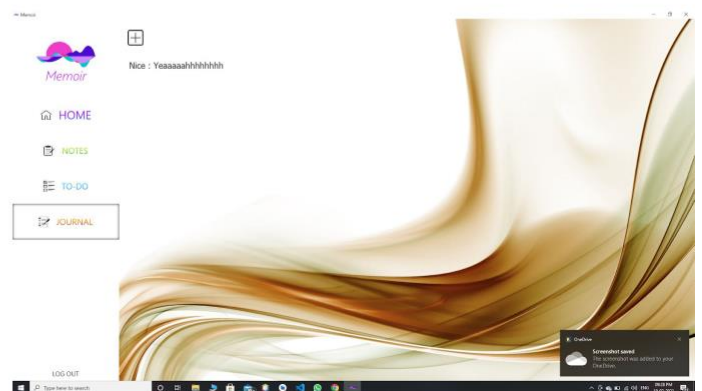 Memoir
Memoir
Nice : Yeaaaaahhhhhhhh
HOME
NOTES
TO-DO
JOURNAL
LOG OUT
OneDrive
Screenshot saved
The screenshot was added to your
OneDrive.
Type here to search
ENG